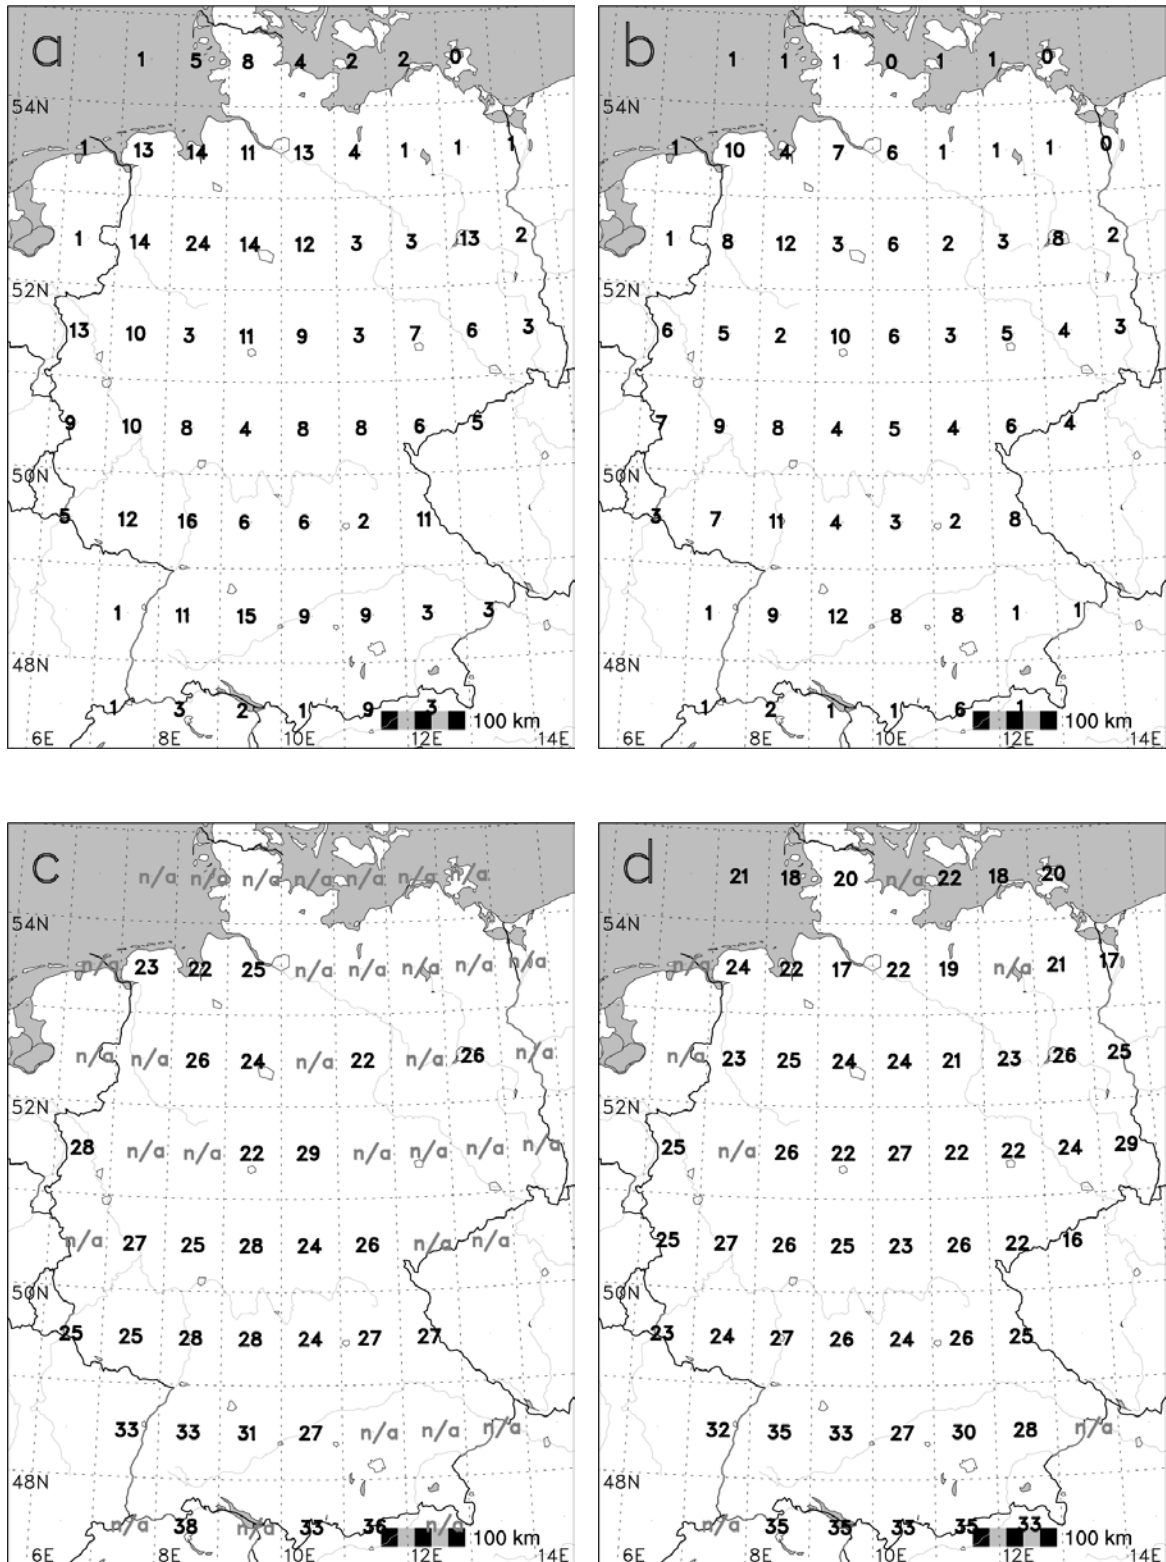 a
1 5 8 4 2 2 0
54N
1 13 14 11 13 4 1 1 1
1 14 24 14 12 3 3 13 2
52N
13 10 3 11 9 3 7 6 3
9 10 8 4 8 8 6 5
50N
5 12 16 6 6 2 11
1 11 15 9 9 3 3
48N
1 3 2 1 9 3 100 km
6E 8E 10E 12E 14E
b
1 1 1 0 1 1 0
54N
1 10 4 7 6 1 1 1 0
1 8 12 3 6 2 3 8 2
52N
6 5 2 10 6 3 5 4 3
7 9 8 4 5 4 6 4
50N
3 7 11 4 3 2 8
1 9 12 8 8 1 1
48N
1 2 1 1 6 1 100 km
6E 8E 10E 12E 14E
c
n/a n/a n/a n/a n/a n/a n/a
54N
n/a 23 22 25 n/a n/a n/a n/a n/a
n/a n/a 26 24 n/a 22 n/a 26 n/a
52N
28 n/a n/a 22 29 n/a n/a n/a n/a
n/a 27 25 28 24 26 n/a n/a
50N
25 25 28 28 24 27 27
33 33 31 27 n/a n/a n/a
48N
n/a 38 n/a 33 36 n/a 100 km
6E 8E 10E 12E 14E
d
21 18 20 n/a 22 18 20
54N
n/a 24 22 17 22 19 n/a 21 17
n/a 23 25 24 24 21 23 26 25
52N
25 n/a 26 22 27 22 22 24 29
25 27 26 25 23 26 22 16
50N
23 24 27 26 24 26 25
32 35 33 27 30 28 n/a
48N
n/a 35 35 33 35 33 100 km
6E 8E 10E 12E 14E